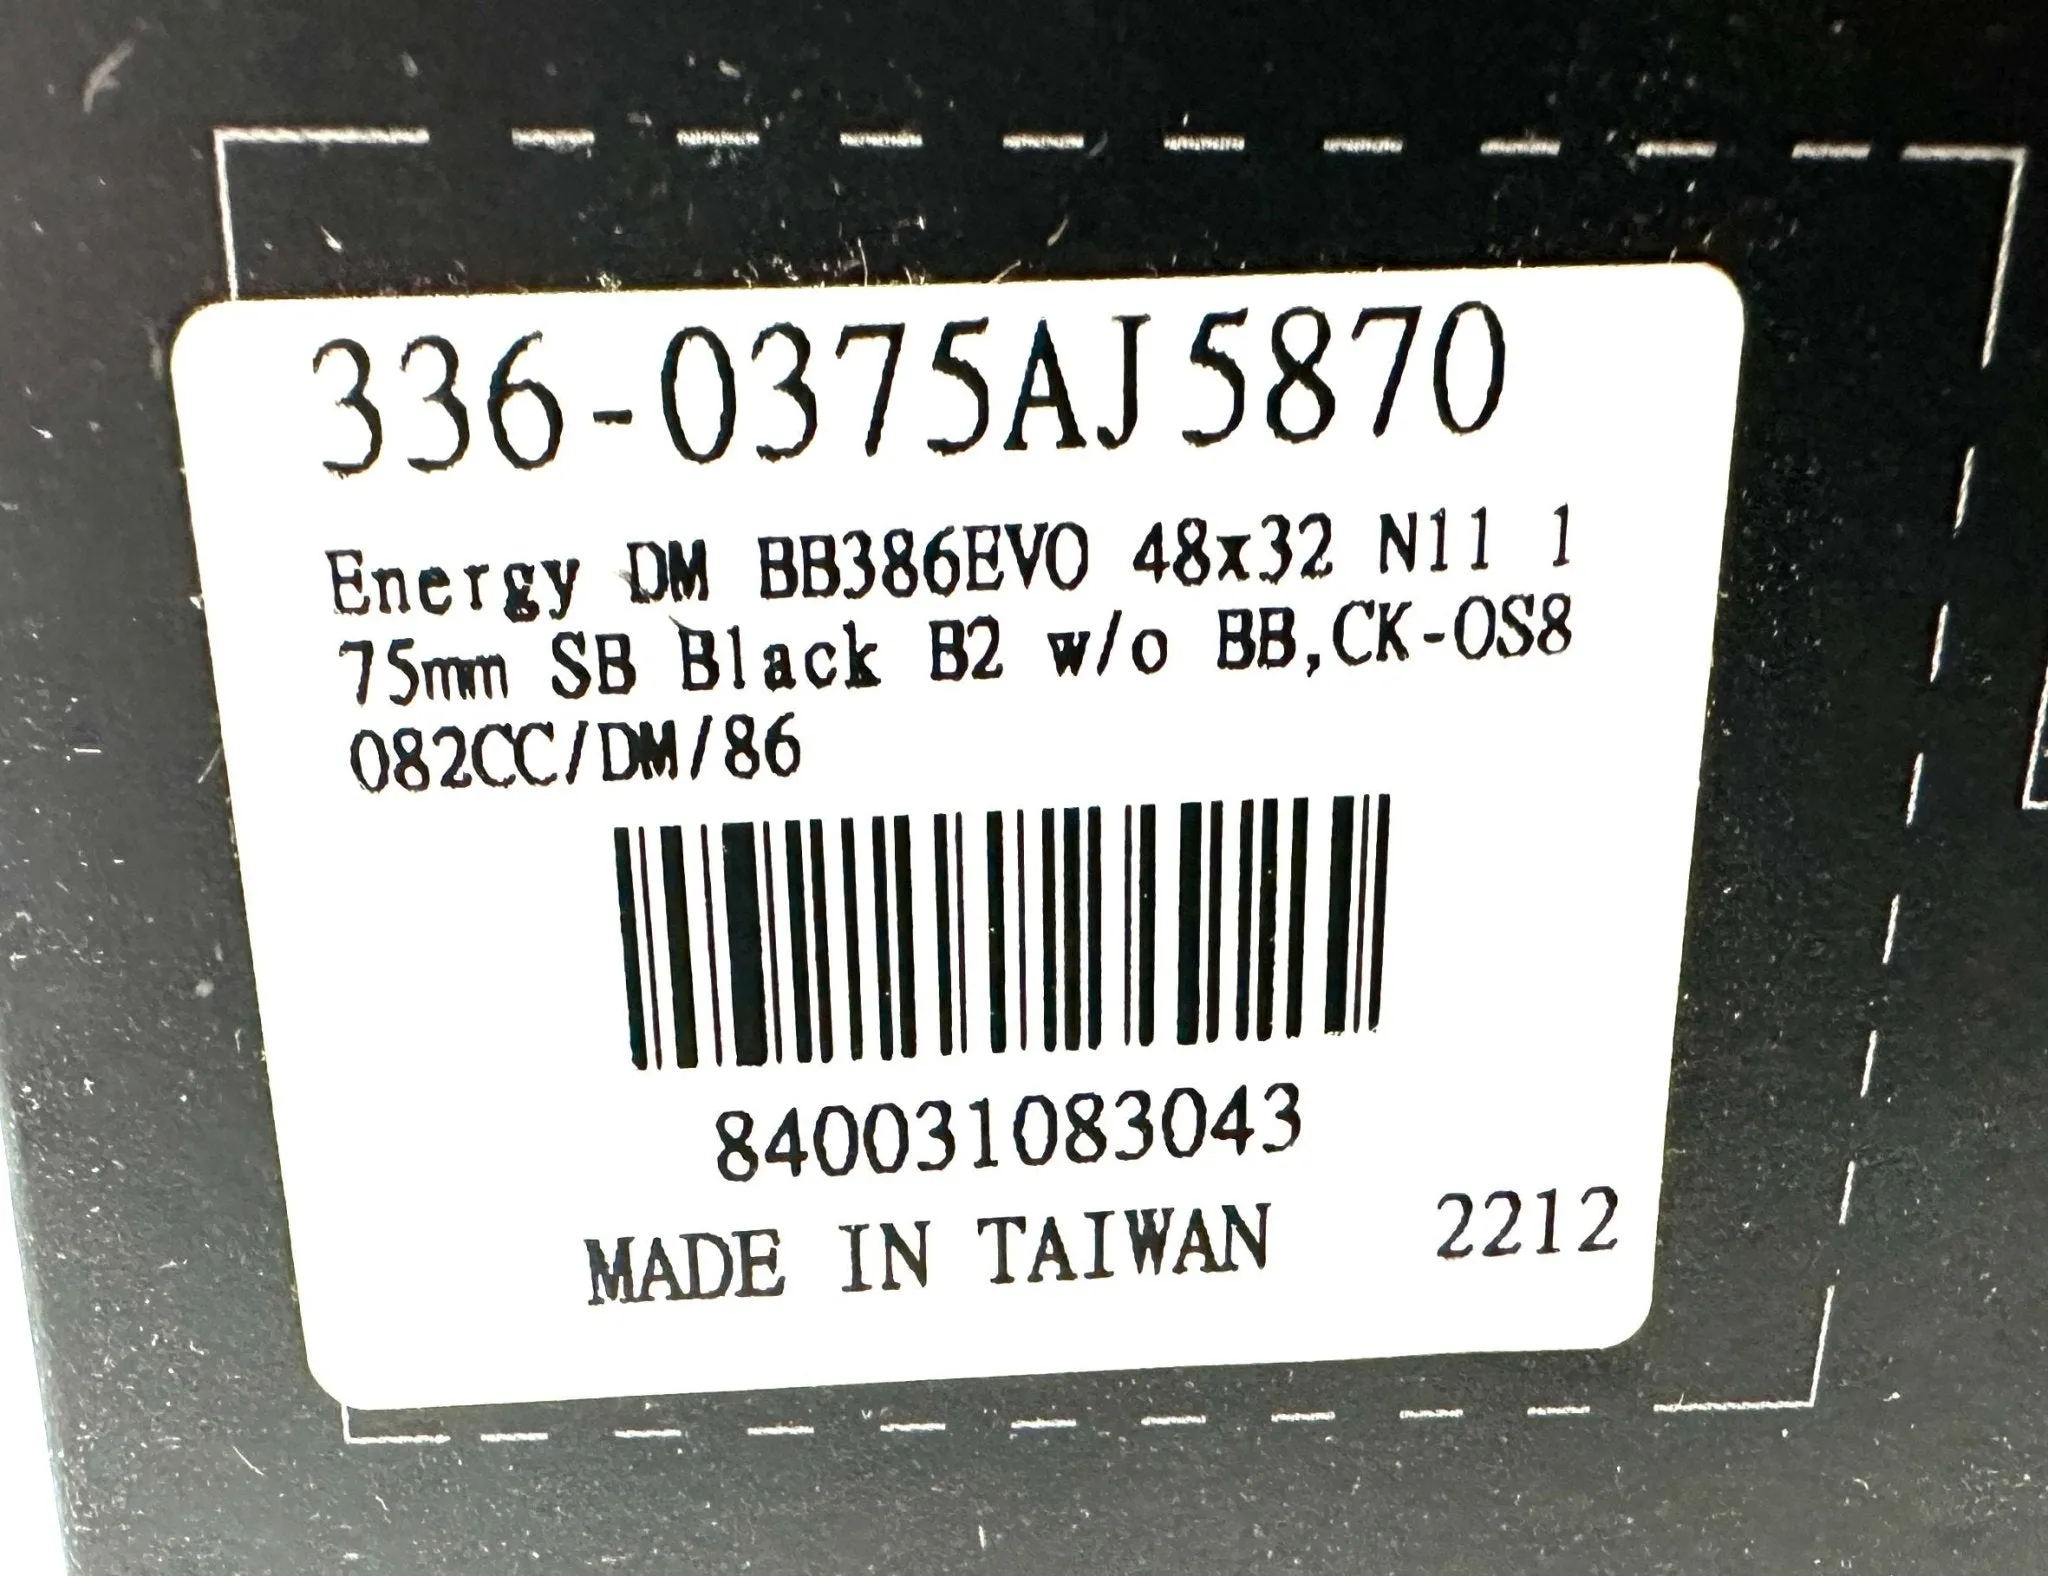 336-0375AJ5870
Energy DM BB386EVO 48x32 N11 1
75mm SB Black B2 w/o BB,CK-OS8
082CC/DM/86
840031083043
MADE IN TAIWAN 2212